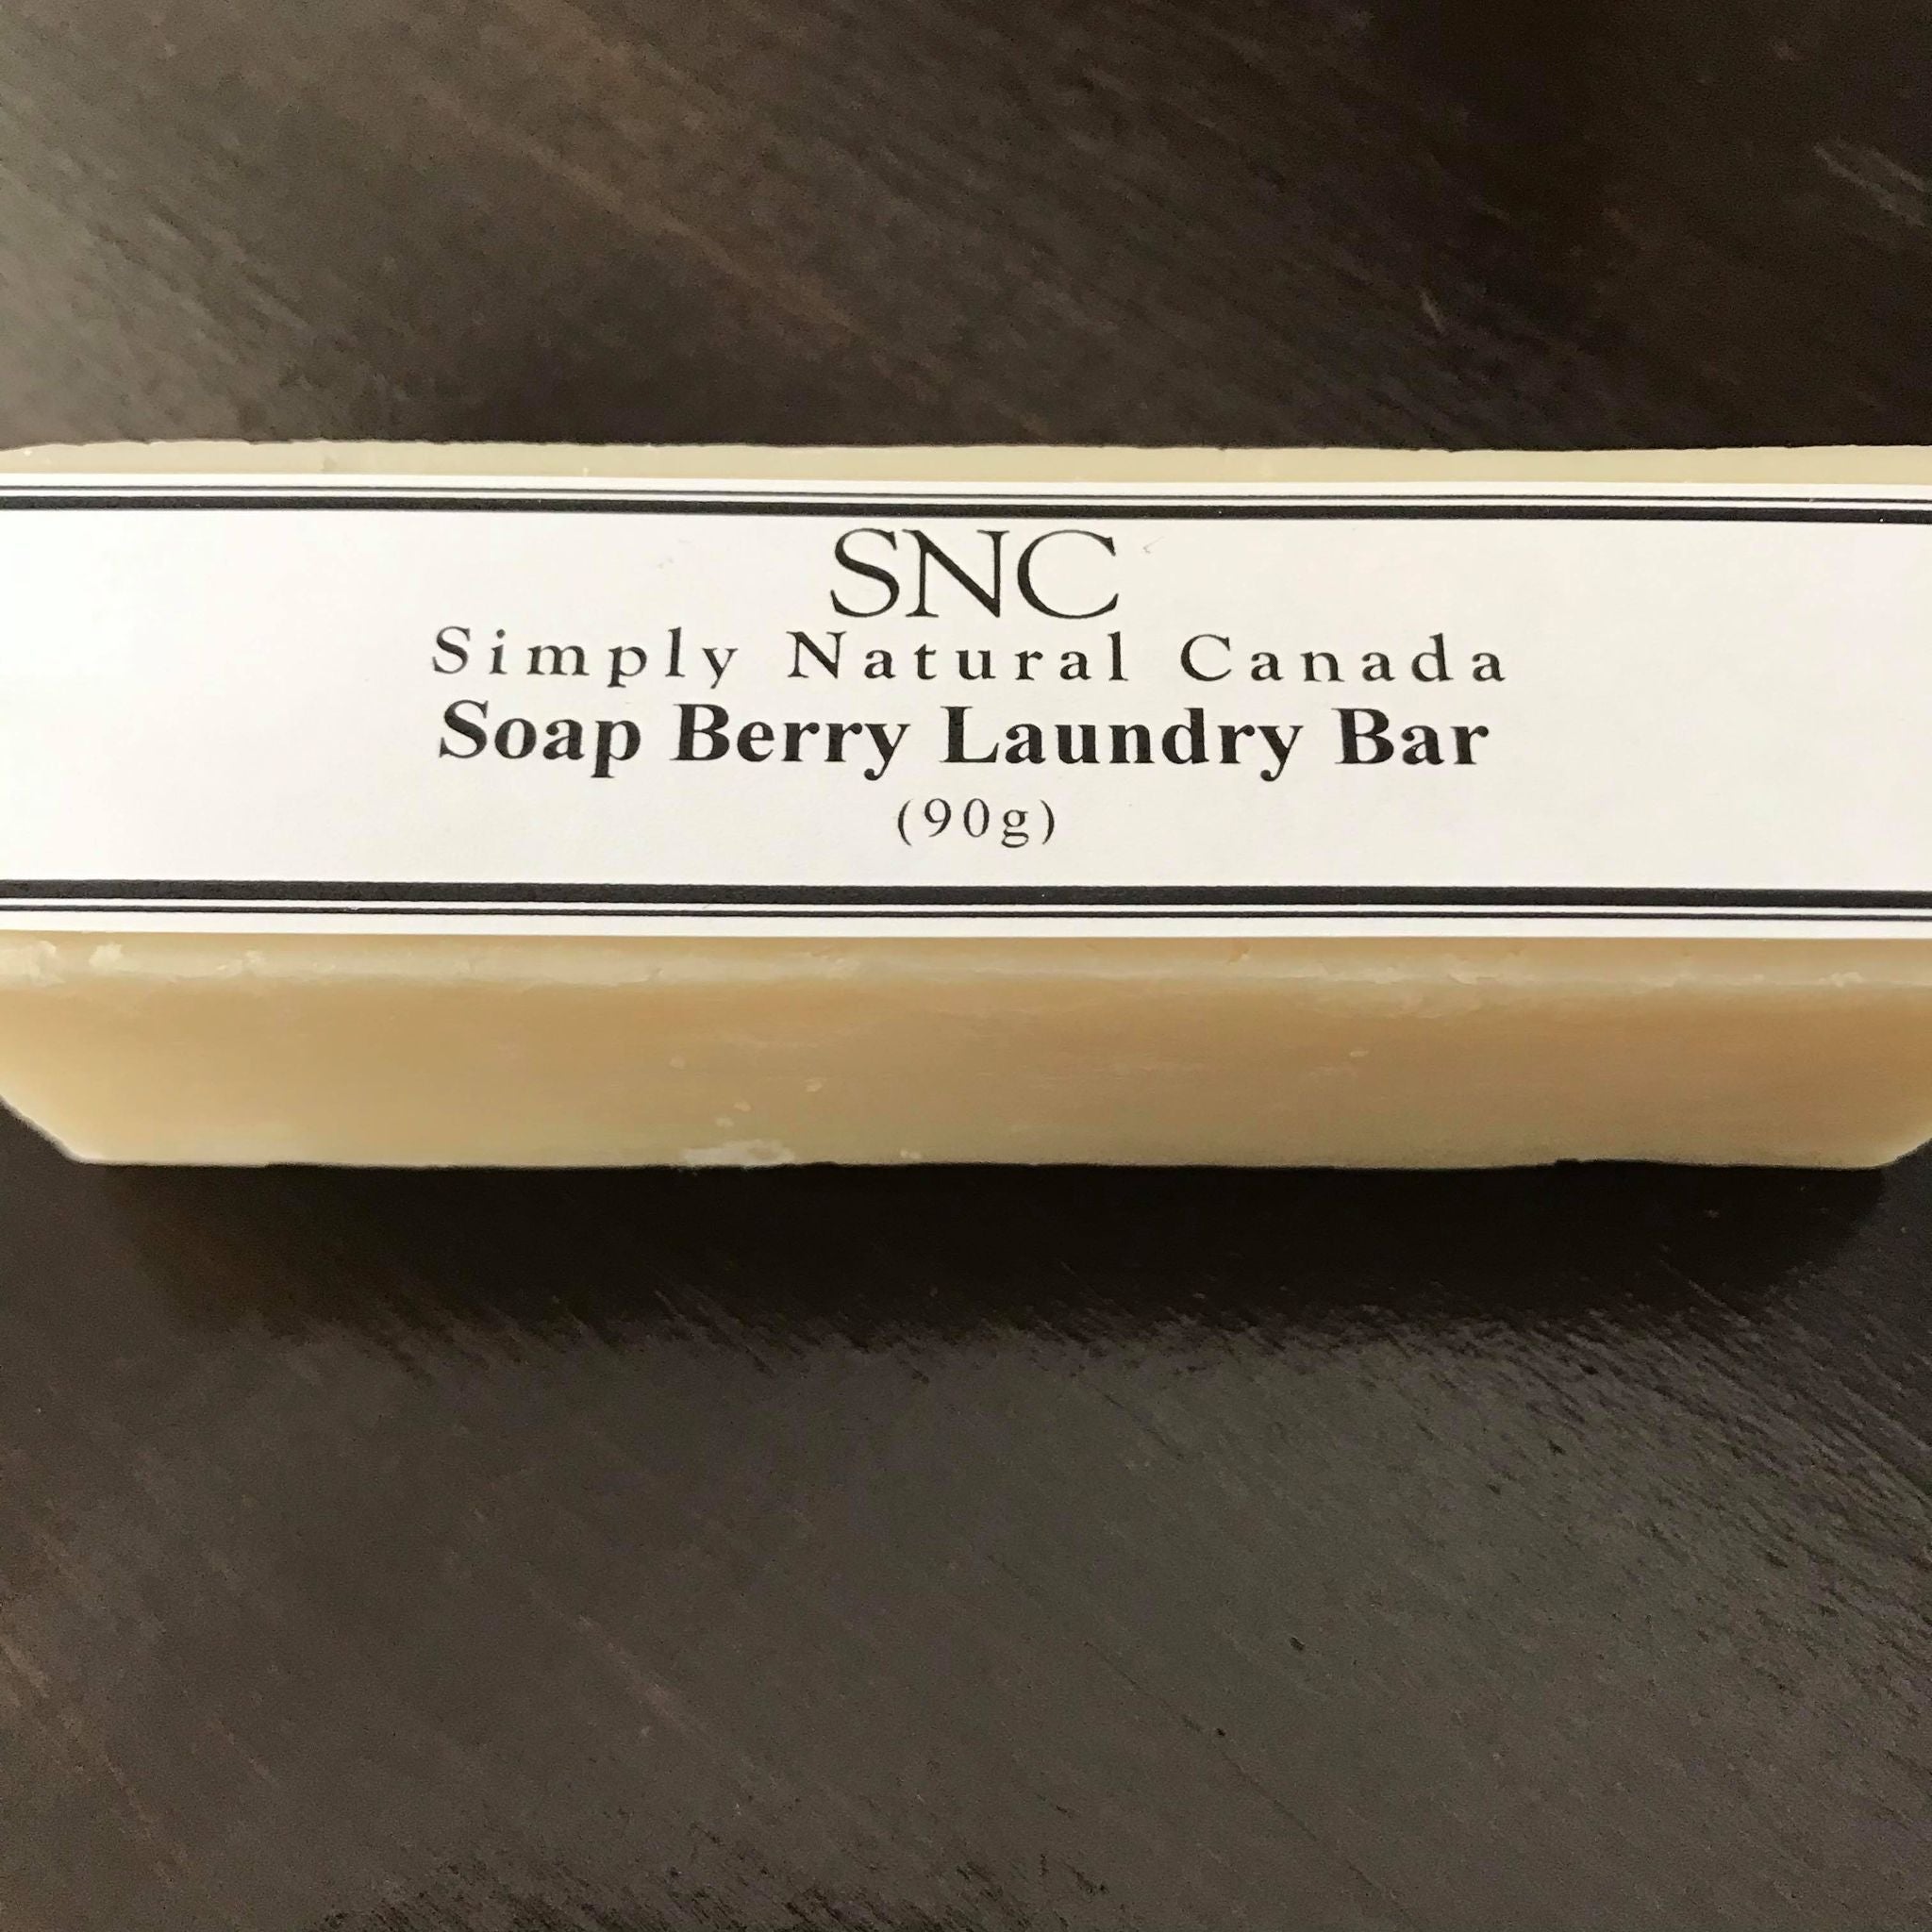 SNC
Simply Natural Canada
Soap Berry Laundry Bar
(90g)